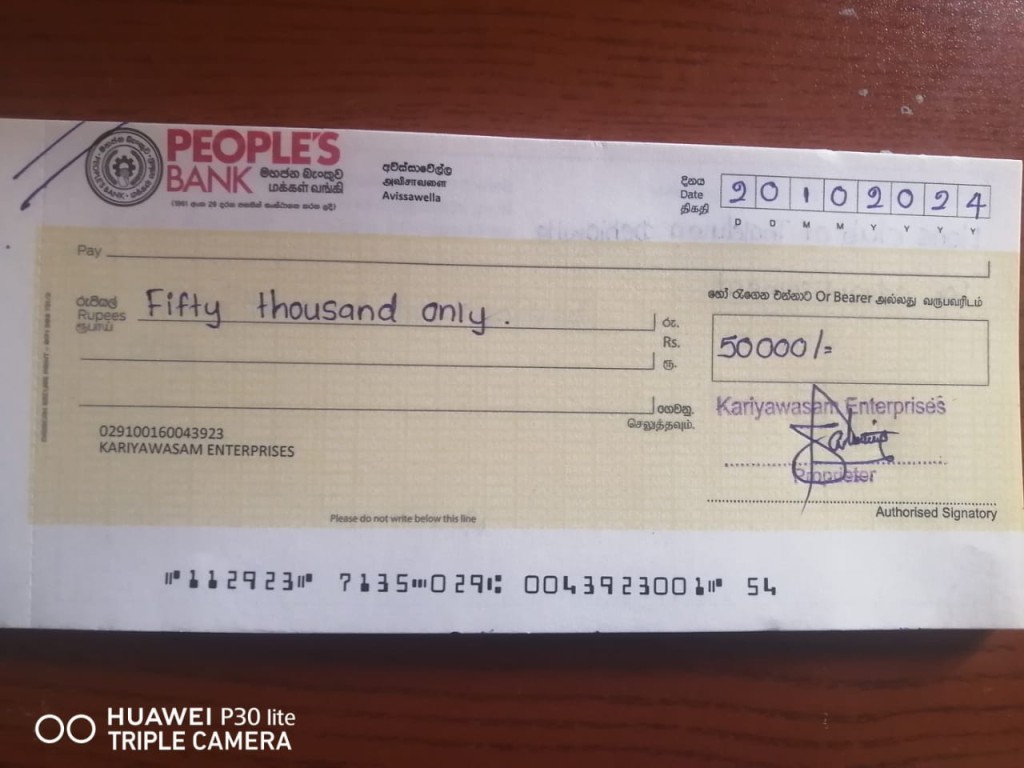 PEOPLE'S
BANK මහජන බැංකුව
மக்கள் வங்கி
අවිස්සාවේල්ල
அவிசாவளை
Avissawella
දිනය
Date
திகதி
20102024
D D M M Y Y Y Y
Pay
හෝ රැගෙන එන්නාට Or Bearer அல்லது வருபவரிடம்
රුපියල්
Rupees Fifty thousand only.
ரூபாய்
රු.
Rs. 50000/=
ரூ.
ගෙවනු.
செலுத்தவும்.
029100160043923
KARIYAWASAM ENTERPRISES
Kariyawasam Enterprises
Proprietor
Authorised Signatory
Please do not write below this line
⑈112923⑈ 7135⑉029⑆ 0043923001⑈ 54
HUAWEI P30 lite
TRIPLE CAMERA